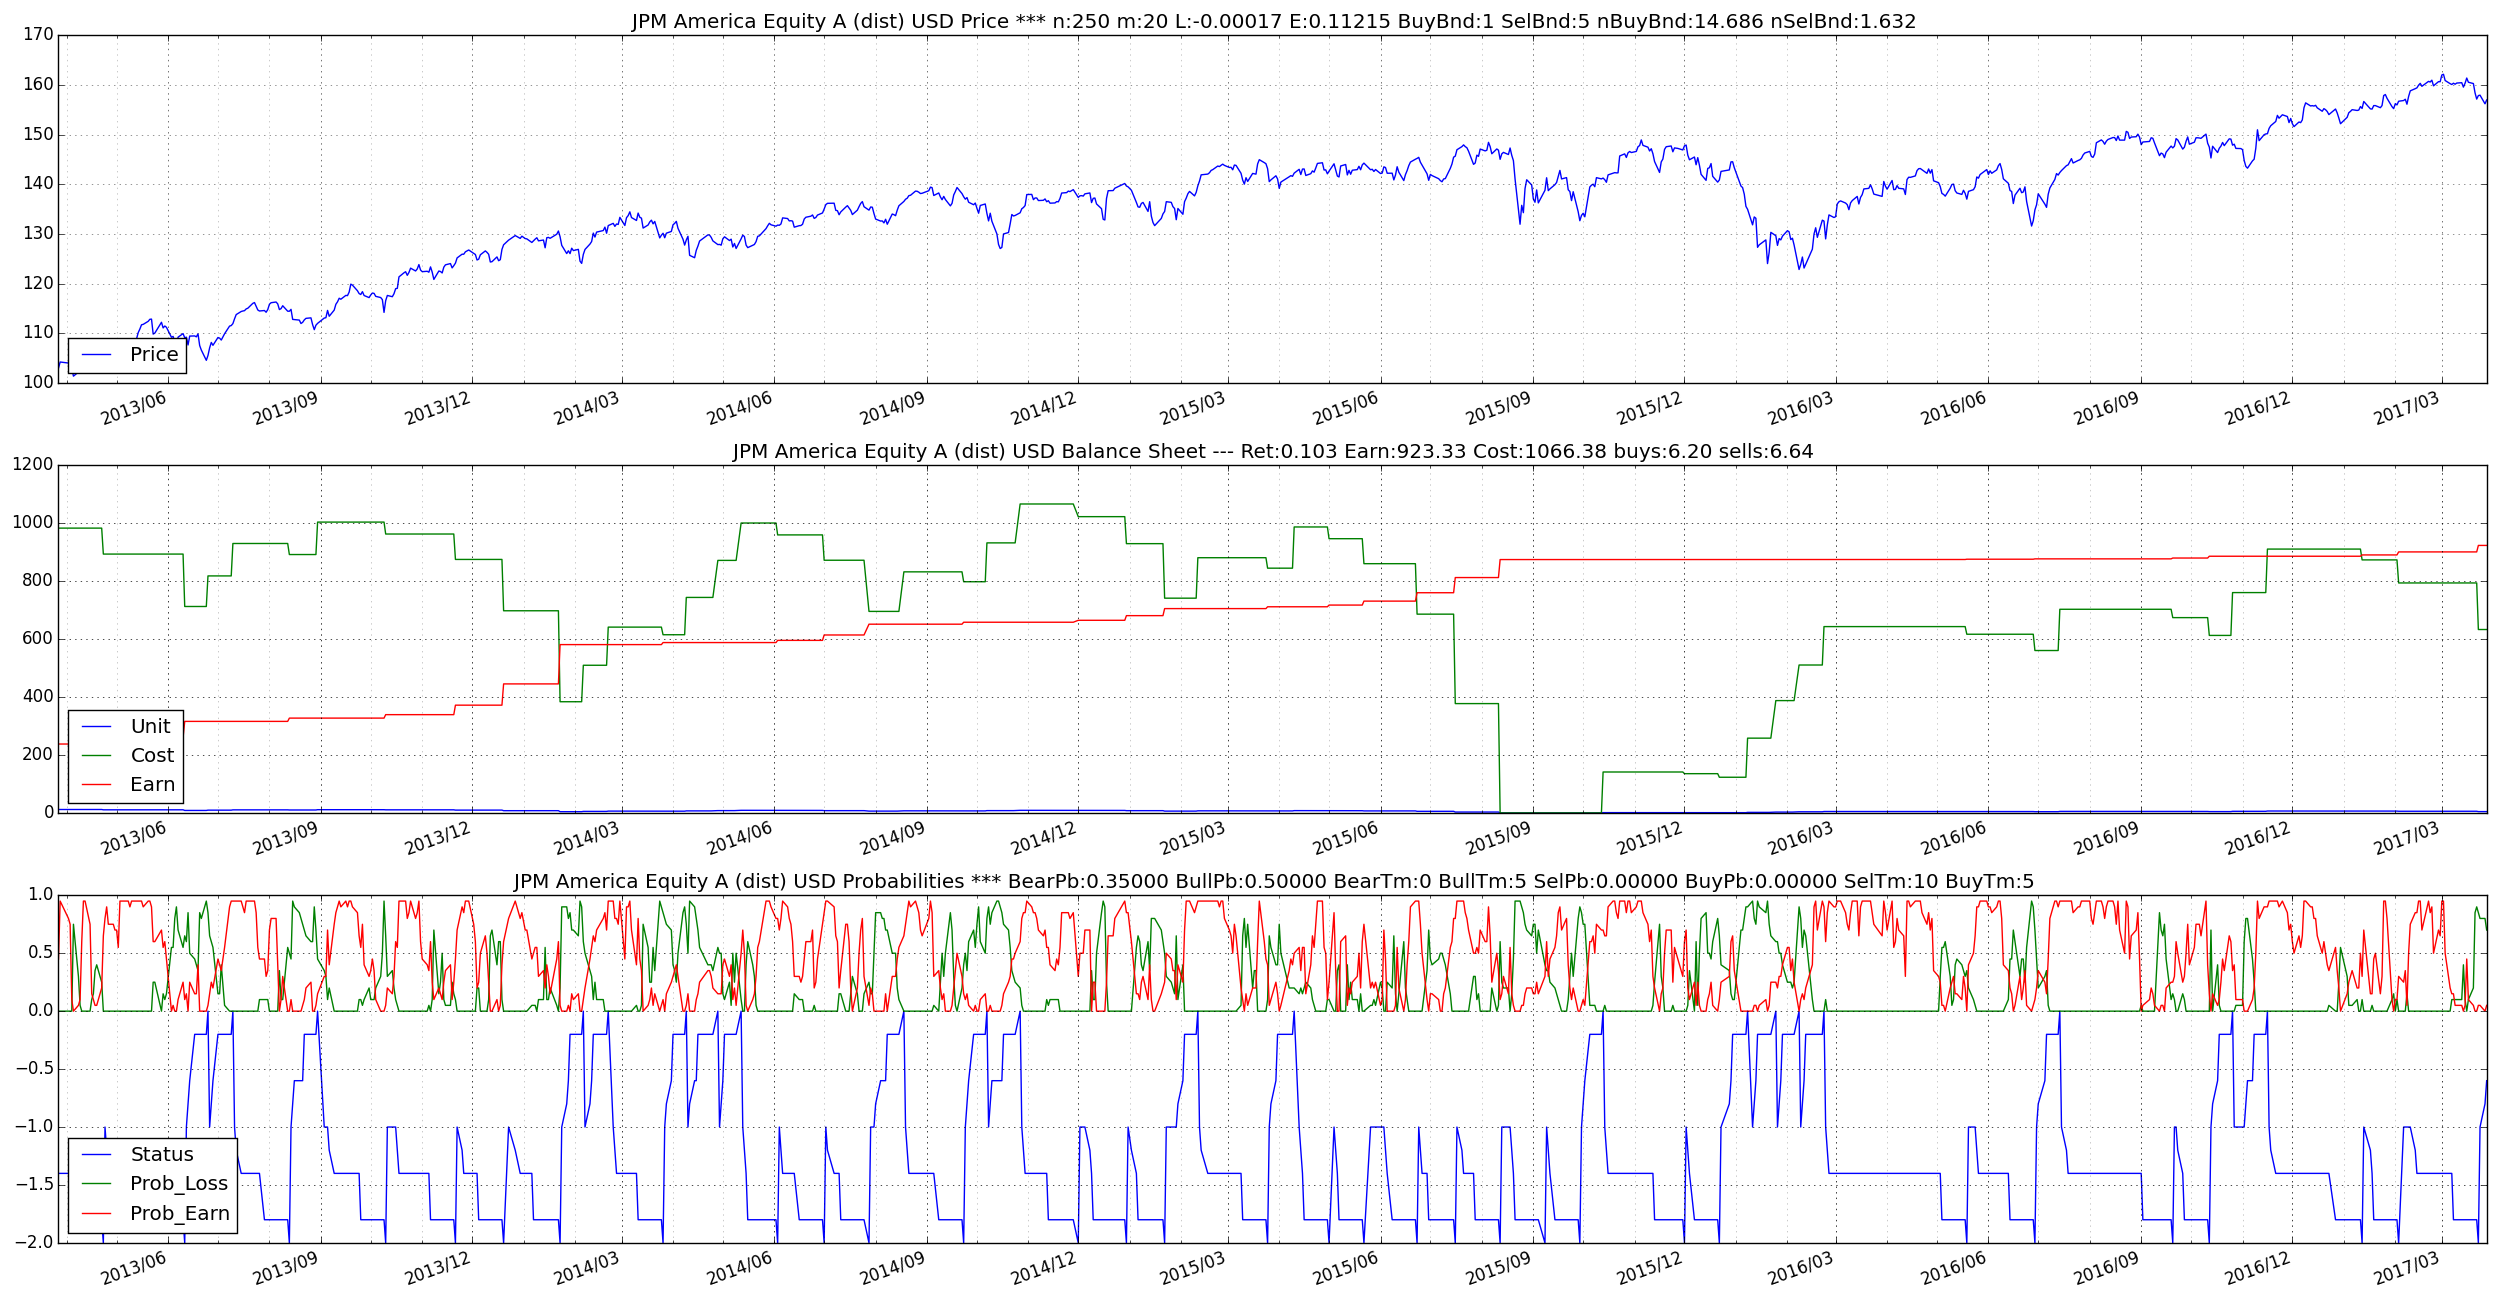 JPM America Equity A (dist) USD Price *** n:250 m:20 L:-0.00017 E:0.11215 BuyBnd:1 SelBnd:5 nBuyBnd:14.686 nSelBnd:1.632
170
160
150
140
130
120
110
100
Price
2013/06 2013/09 2013/12 2014/03 2014/06 2014/09 2014/12 2015/03 2015/06 2015/09 2015/12 2016/03 2016/06 2016/09 2016/12 2017/03
JPM America Equity A (dist) USD Balance Sheet --- Ret:0.103 Earn:923.33 Cost:1066.38 buys:6.20 sells:6.64
1200
1000
800
600
400
200
0
Unit
Cost
Earn
2013/06 2013/09 2013/12 2014/03 2014/06 2014/09 2014/12 2015/03 2015/06 2015/09 2015/12 2016/03 2016/06 2016/09 2016/12 2017/03
JPM America Equity A (dist) USD Probabilities *** BearPb:0.35000 BullPb:0.50000 BearTm:0 BullTm:5 SelPb:0.00000 BuyPb:0.00000 SelTm:10 BuyTm:5
1.0
0.5
0.0
−0.5
−1.0
−1.5
−2.0
Status
Prob_Loss
Prob_Earn
2013/06 2013/09 2013/12 2014/03 2014/06 2014/09 2014/12 2015/03 2015/06 2015/09 2015/12 2016/03 2016/06 2016/09 2016/12 2017/03